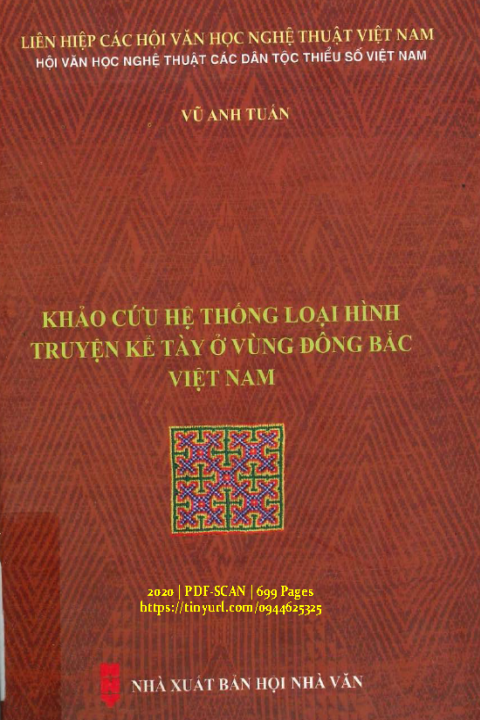 LIÊN HIỆP CÁC HỘI VĂN HỌC NGHỆ THUẬT VIỆT NAM
HỘI VĂN HỌC NGHỆ THUẬT CÁC DÂN TỘC THIỂU SỐ VIỆT NAM
VŨ ANH TUẤN
KHẢO CỨU HỆ THỐNG LOẠI HÌNH
TRUYỆN KỂ TÀY Ở VÙNG ĐÔNG BẮC
VIỆT NAM
2020 | PDF-SCAN | 699 Pages
https://tinyurl.com/0944625325
NHÀ XUẤT BẢN HỘI NHÀ VĂN